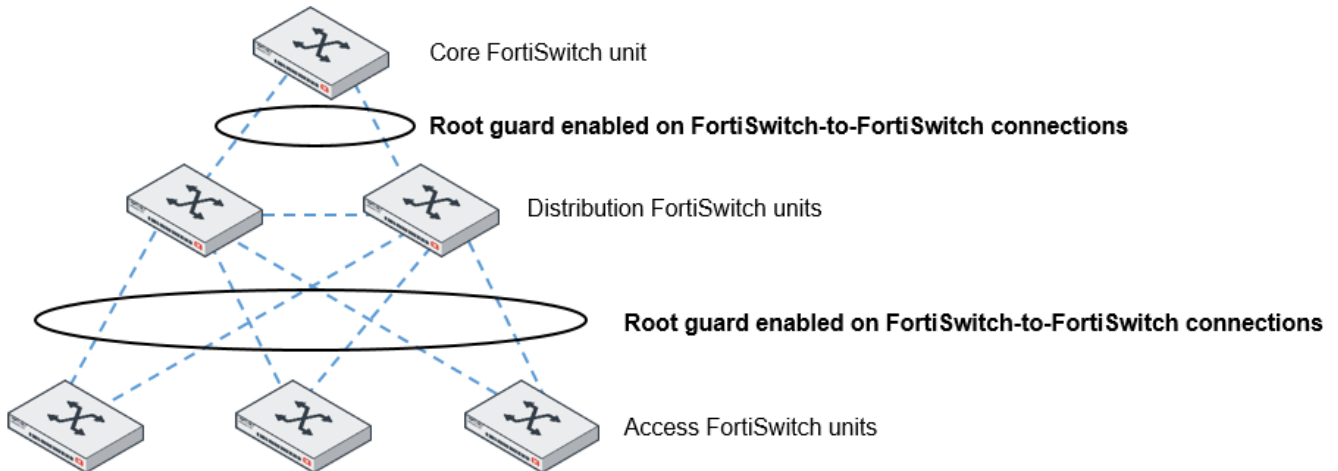 Core FortiSwitch unit
Root guard enabled on FortiSwitch-to-FortiSwitch connections
Distribution FortiSwitch units
Root guard enabled on FortiSwitch-to-FortiSwitch connections
Access FortiSwitch units